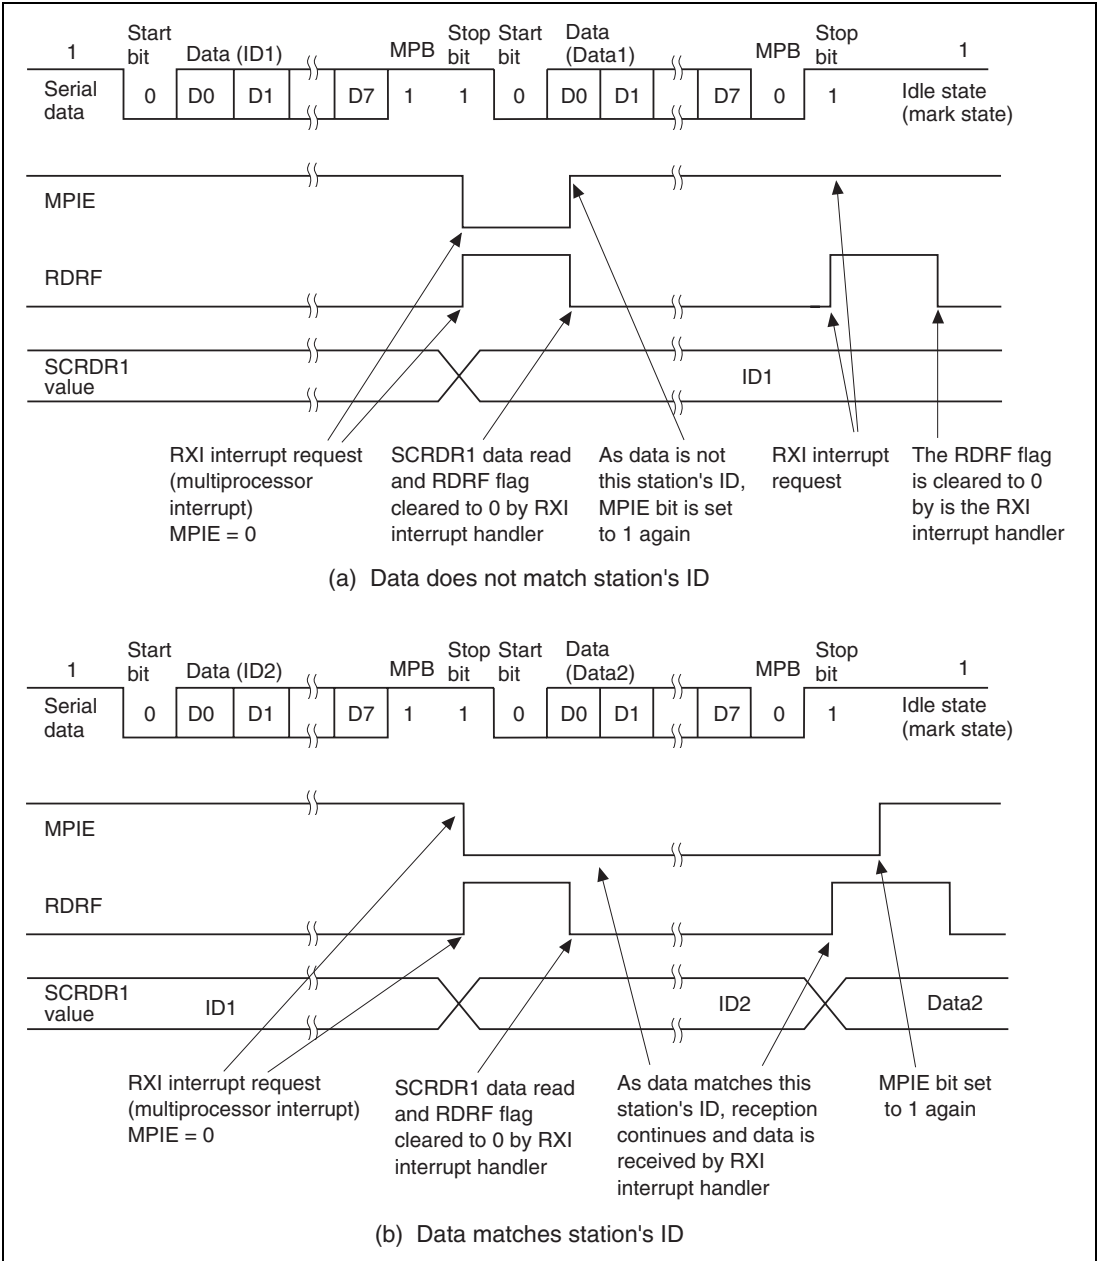 1 Start bit Data (ID1) MPB Stop bit Start bit Data (Data1) MPB Stop bit 1
Serial data 0 D0 D1 D7 1 1 0 D0 D1 D7 0 1 Idle state (mark state)
MPIE
RDRF
SCRDR1 value ID1
RXI interrupt request
(multiprocessor
interrupt)
MPIE = 0
SCRDR1 data read
and RDRF flag
cleared to 0 by RXI
interrupt handler
As data is not
this station's ID,
MPIE bit is set
to 1 again
RXI interrupt
request
The RDRF flag
is cleared to 0
by is the RXI
interrupt handler
(a) Data does not match station's ID
1 Start bit Data (ID2) MPB Stop bit Start bit Data (Data2) MPB Stop bit 1
Serial data 0 D0 D1 D7 1 1 0 D0 D1 D7 0 1 Idle state (mark state)
MPIE
RDRF
SCRDR1 value ID1 ID2 Data2
RXI interrupt request
(multiprocessor interrupt)
MPIE = 0
SCRDR1 data read
and RDRF flag
cleared to 0 by RXI
interrupt handler
As data matches this
station's ID, reception
continues and data is
received by RXI
interrupt handler
MPIE bit set
to 1 again
(b) Data matches station's ID